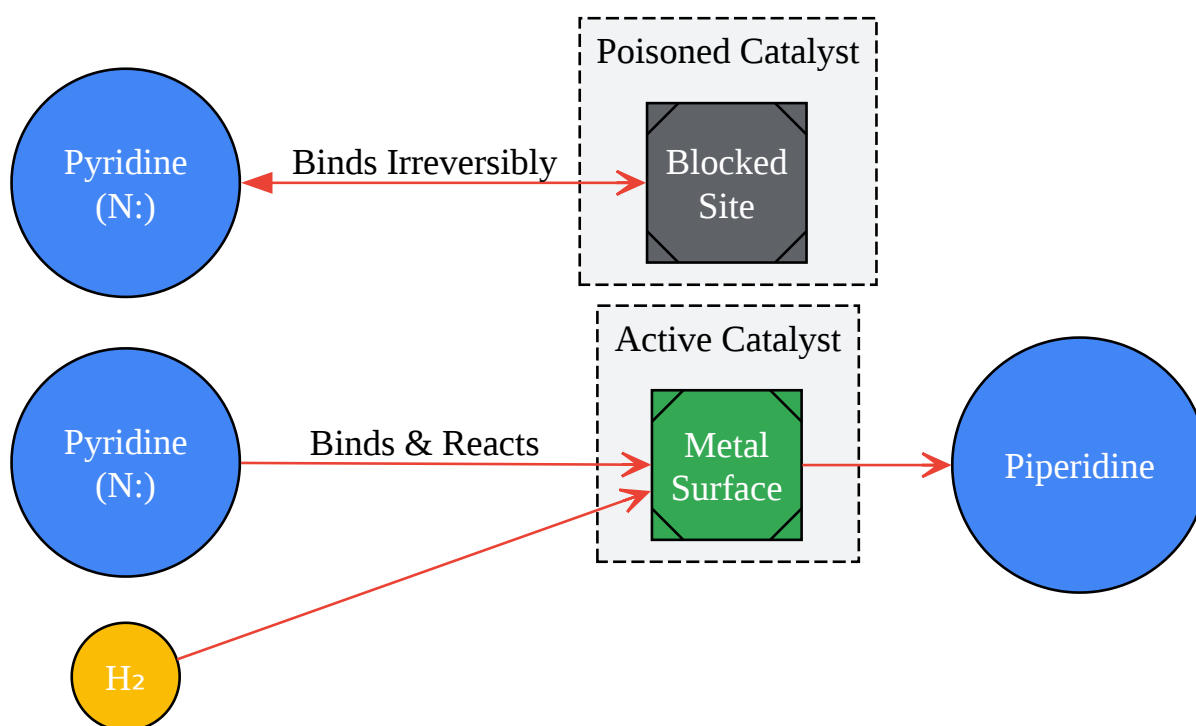 Poisoned Catalyst
Pyridine
(N:)
Binds Irreversibly
Blocked
Site
Active Catalyst
Pyridine
(N:)
Binds & Reacts
Metal
Surface
Piperidine
H₂